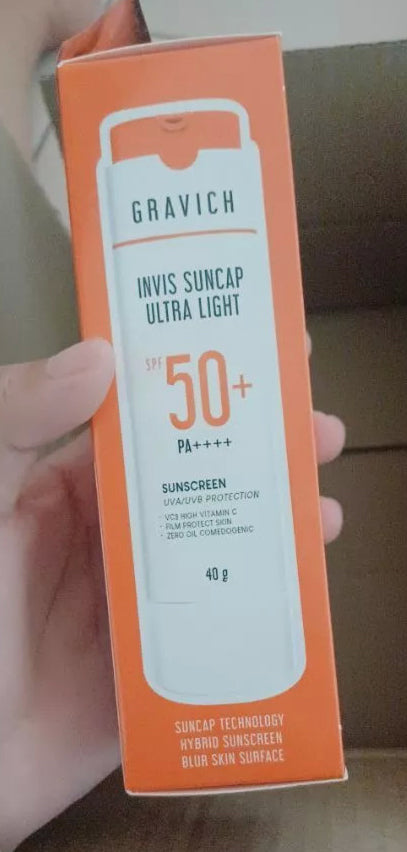 GRAVICH
INVIS SUNCAP
ULTRA LIGHT
SPF 50+
PA++++
SUNSCREEN
UVA/UVB PROTECTION
- VC3 HIGH VITAMIN C
- FILM PROTECT SKIN
- ZERO OIL COMEDOGENIC
40 g
SUNCAP TECHNOLOGY
HYBRID SUNSCREEN
BLUR SKIN SURFACE